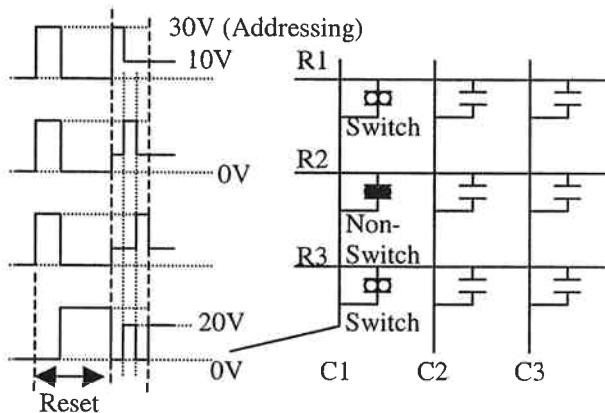 30V (Addressing)
10V
0V
20V
0V
Reset
R1
Switch
R2
Non-
Switch
R3
Switch
C1
C2
C3